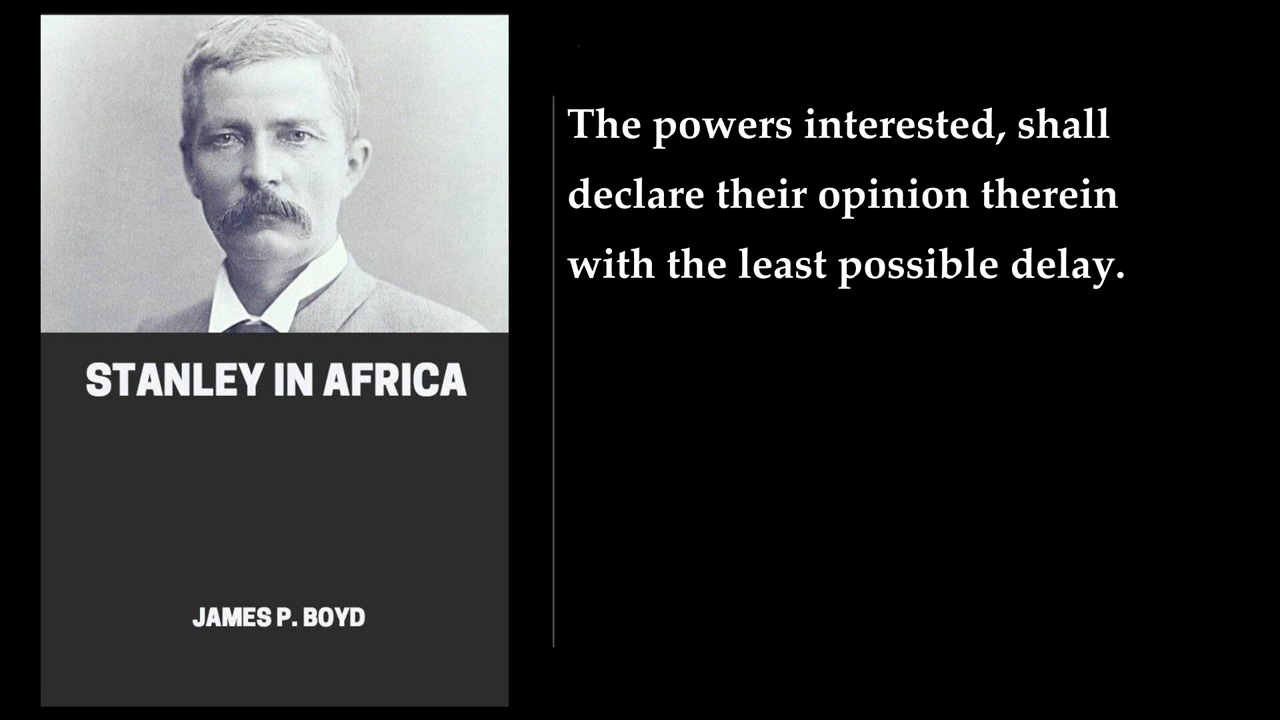 STANLEY IN AFRICA
JAMES P. BOYD
The powers interested, shall
declare their opinion therein
with the least possible delay.